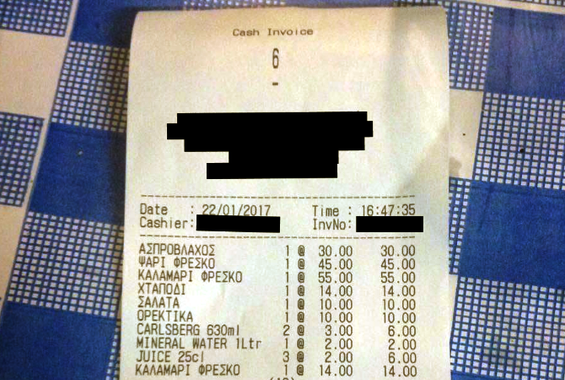 Cash Invoice
6
-
Date : 22/01/2017 Time : 16:47:35
Cashier: InvNo:
ΑΣΠΡΟΒΛΑΧΟΣ 1 @ 30.00 30.00
ΨΑΡΙ ΦΡΕΣΚΟ 1 @ 45.00 45.00
ΚΑΛΑΜΑΡΙ ΦΡΕΣΚΟ 1 @ 55.00 55.00
ΧΤΑΠΟΔΙ 1 @ 14.00 14.00
ΣΑΛΑΤΑ 1 @ 10.00 10.00
ΟΡΕΚΤΙΚΑ 1 @ 10.00 10.00
CARLSBERG 630ml 2 @ 3.00 6.00
MINERAL WATER 1Ltr 1 @ 2.00 2.00
JUICE 25cl 3 @ 2.00 6.00
ΚΑΛΑΜΑΡΙ ΦΡΕΣΚΟ 1 @ 14.00 14.00